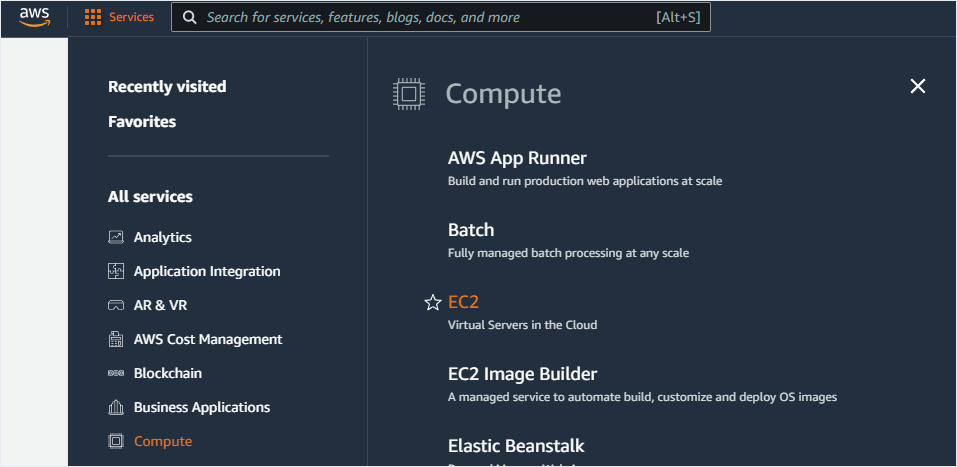 aws
Services
Search for services, features, blogs, docs, and more
[Alt+S]
Recently visited
Favorites
All services
Analytics
Application Integration
AR & VR
AWS Cost Management
Blockchain
Business Applications
Compute
Compute
AWS App Runner
Build and run production web applications at scale
Batch
Fully managed batch processing at any scale
EC2
Virtual Servers in the Cloud
EC2 Image Builder
A managed service to automate build, customize and deploy OS images
Elastic Beanstalk